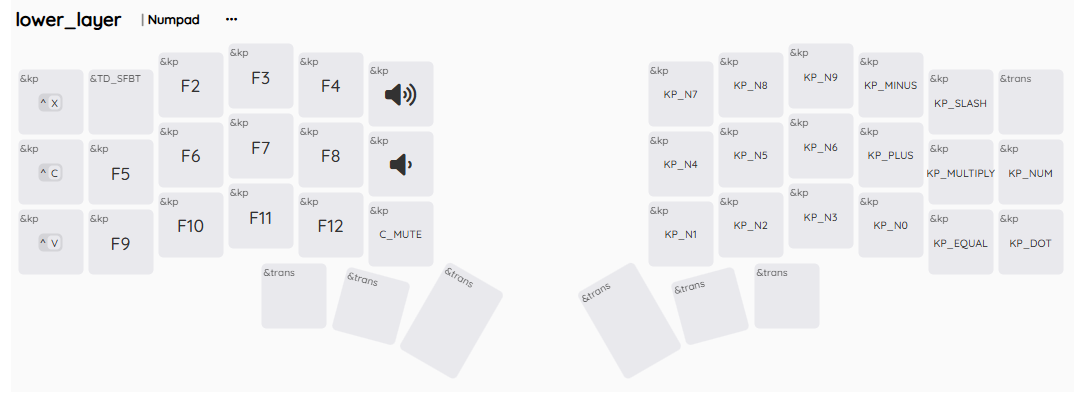 lower_layer | Numpad ···
&kp ^ X &TD_SFBT &kp F2 &kp F3 &kp F4 &kp &kp KP_N7 &kp KP_N8 &kp KP_N9 &kp KP_MINUS &kp KP_SLASH &trans
&kp ^ C &kp F5 &kp F6 &kp F7 &kp F8 &kp &kp KP_N4 &kp KP_N5 &kp KP_N6 &kp KP_PLUS &kp KP_MULTIPLY &kp KP_NUM
&kp ^ V &kp F9 &kp F10 &kp F11 &kp F12 &kp C_MUTE &kp KP_N1 &kp KP_N2 &kp KP_N3 &kp KP_N0 &kp KP_EQUAL &kp KP_DOT
&trans &trans &trans &trans &trans &trans